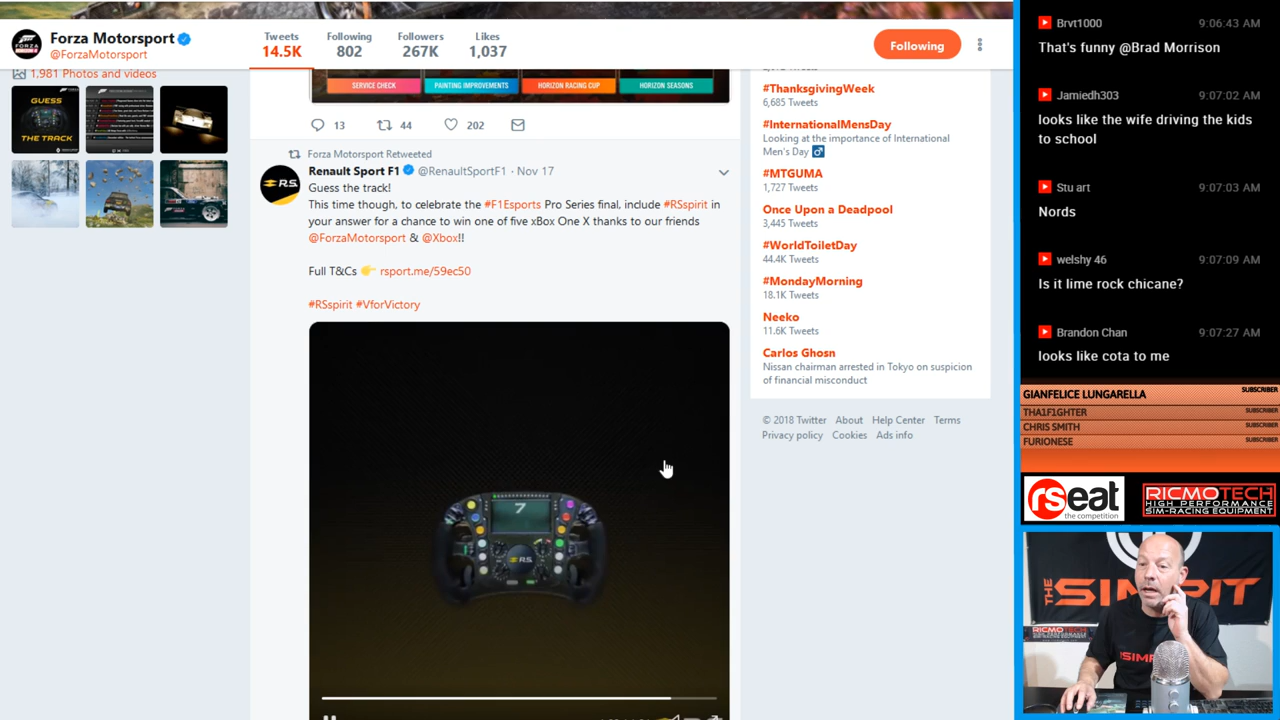 Forza Motorsport
@ForzaMotorsport
Tweets
14.5K
Following
802
Followers
267K
Likes
1,037
Following
1,981 Photos and videos
GUESS
THE TRACK
SERVICE CHECK
PAINTING IMPROVEMENTS
HORIZON RACING CUP
HORIZON SEASONS
13
44
202
Forza Motorsport Retweeted
Renault Sport F1 @RenaultSportF1 · Nov 17
Guess the track!
This time though, to celebrate the #F1Esports Pro Series final, include #RSspirit in
your answer for a chance to win one of five xBox One X thanks to our friends
@ForzaMotorsport & @Xbox!!
Full T&Cs 👉 rsport.me/59ec50
#RSspirit #VforVictory
7
R.S.
#ThanksgivingWeek
6,685 Tweets
#InternationalMensDay
Looking at the importance of International
Men's Day
#MTGUMA
1,727 Tweets
Once Upon a Deadpool
3,445 Tweets
#WorldToiletDay
44.4K Tweets
#MondayMorning
18.1K Tweets
Neeko
11.6K Tweets
Carlos Ghosn
Nissan chairman arrested in Tokyo on suspicion
of financial misconduct
© 2018 Twitter About Help Center Terms
Privacy policy Cookies Ads info
Brvt1000 9:06:43 AM
That's funny @Brad Morrison
Jamiedh303 9:07:02 AM
looks like the wife driving the kids
to school
Stu art 9:07:03 AM
Nords
welshy 46 9:07:09 AM
Is it lime rock chicane?
Brandon Chan 9:07:27 AM
looks like cota to me
GIANFELICE LUNGARELLA SUBSCRIBER
THA1F1GHTER SUBSCRIBER
CHRIS SMITH SUBSCRIBER
FURIONESE SUBSCRIBER
rseat
the competition
RICMOTECH
HIGH PERFORMANCE
SIM-RACING EQUIPMENT
THE SIMPIT
RICMOTECH